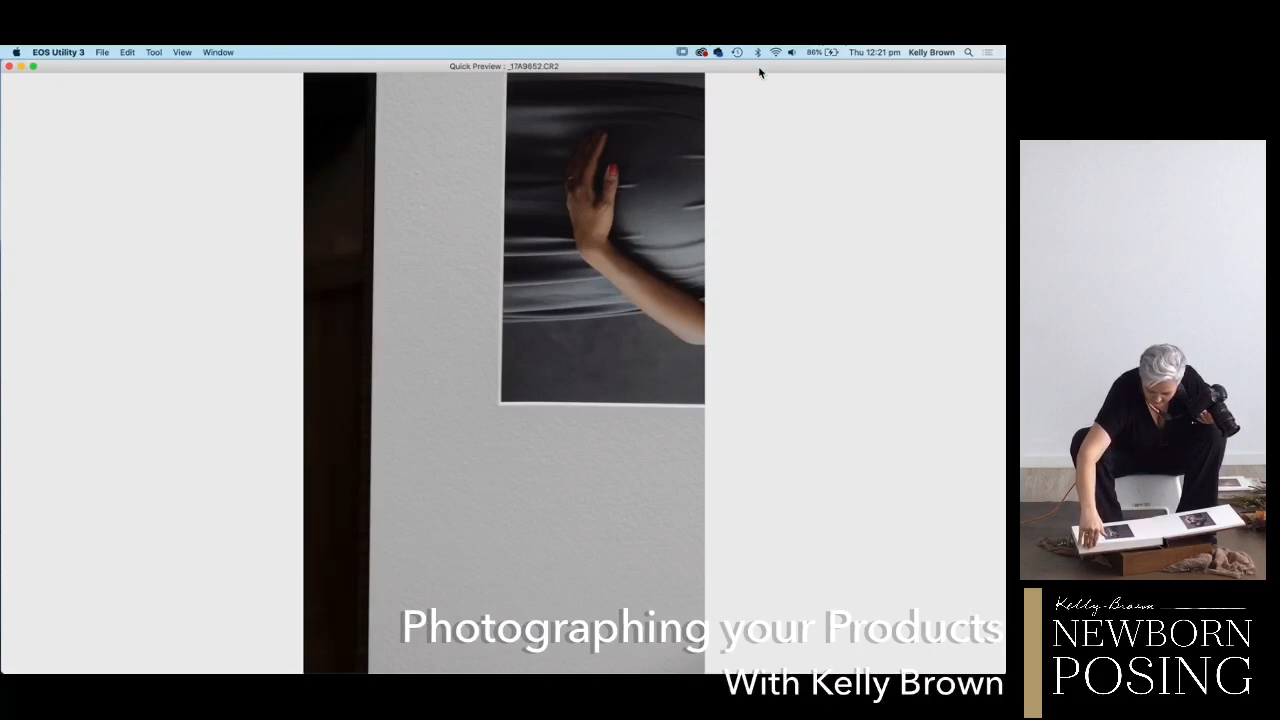 EOS Utility 3 File Edit Tool View Window 86% Thu 12:21 pm Kelly Brown
Quick Preview : _17A9652.CR2
Photographing your Products
With Kelly Brown
Kelly Brown
NEWBORN
POSING